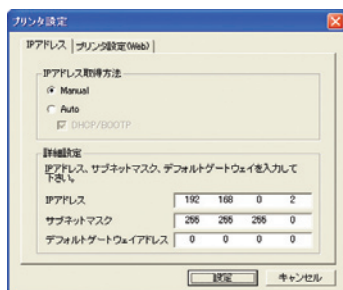 プリンタ設定
IPアドレス プリンタ設定(Web)
IPアドレス取得方法
Manual
Auto
DHCP/BOOTP
詳細設定
IPアドレス、サブネットマスク、デフォルトゲートウェイを入力して
下さい。
IPアドレス 192 168 0 2
サブネットマスク 255 255 255 0
デフォルトゲートウェイアドレス 0 0 0 0
設定 キャンセル